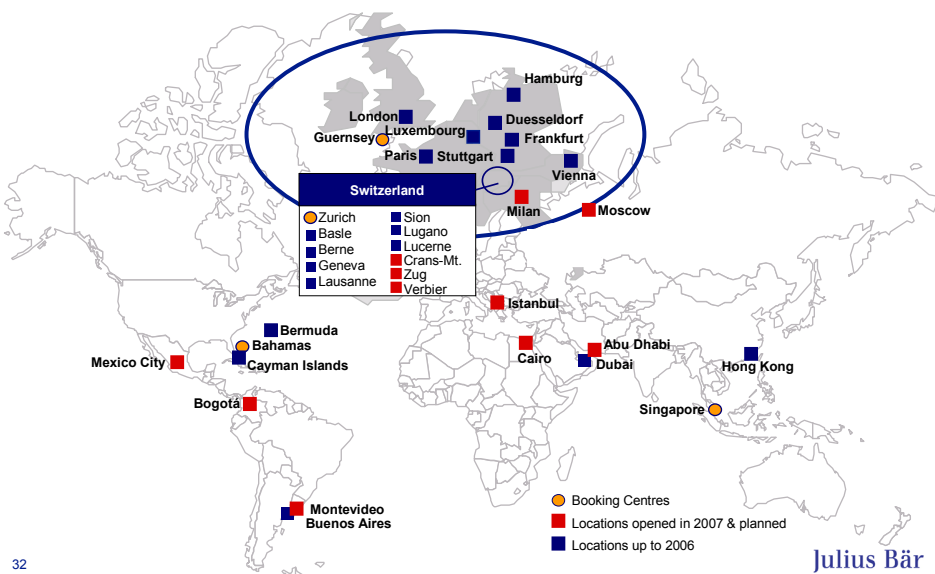 Hamburg
London
Duesseldorf
Guernsey
Luxembourg
Frankfurt
Paris
Stuttgart
Vienna
Switzerland
Zurich
Basle
Berne
Geneva
Lausanne
Sion
Lugano
Lucerne
Crans-Mt.
Zug
Verbier
Milan
Moscow
Istanbul
Bermuda
Bahamas
Cayman Islands
Mexico City
Cairo
Abu Dhabi
Dubai
Hong Kong
Bogotá
Singapore
Montevideo
Buenos Aires
Booking Centres
Locations opened in 2007 & planned
Locations up to 2006
32
Julius Bär